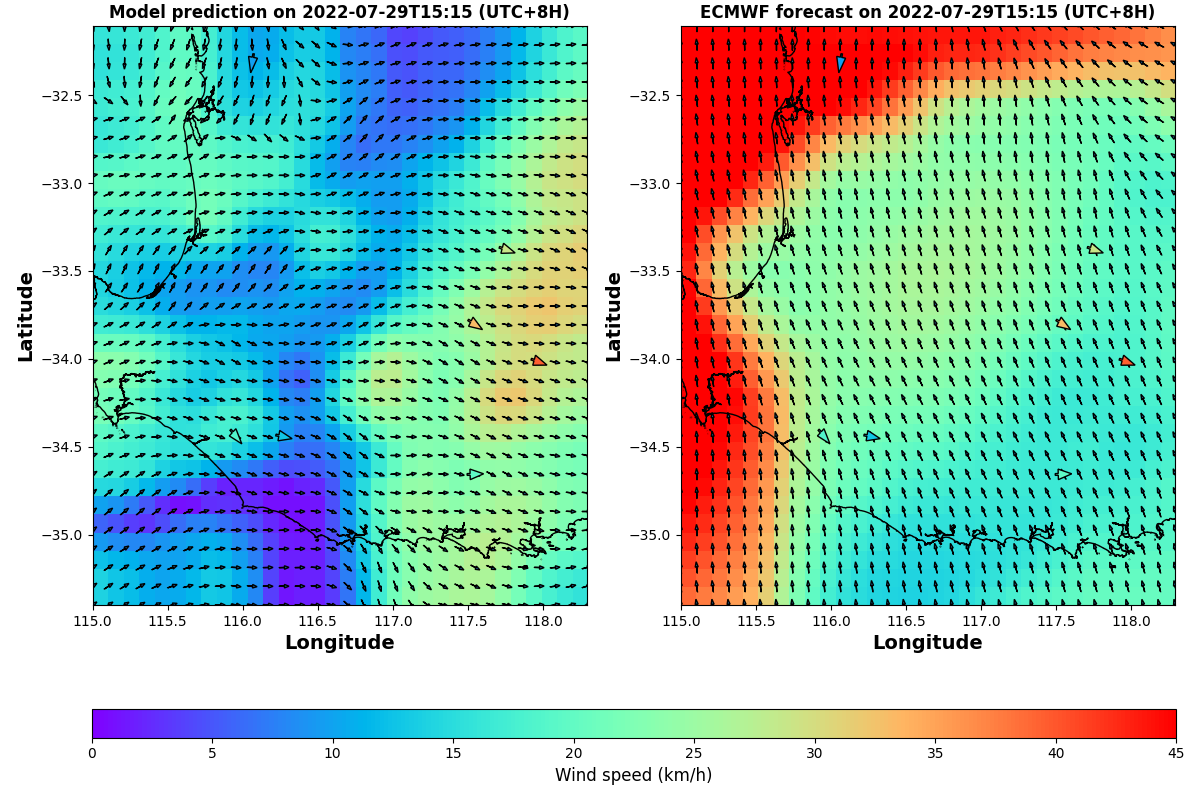 Model prediction on 2022-07-29T15:15 (UTC+8H)
ECMWF forecast on 2022-07-29T15:15 (UTC+8H)
Latitude
−32.5
−33.0
−33.5
−34.0
−34.5
−35.0
115.0 115.5 116.0 116.5 117.0 117.5 118.0
Longitude
Latitude
−32.5
−33.0
−33.5
−34.0
−34.5
−35.0
115.0 115.5 116.0 116.5 117.0 117.5 118.0
Longitude
0 5 10 15 20 25 30 35 40 45
Wind speed (km/h)